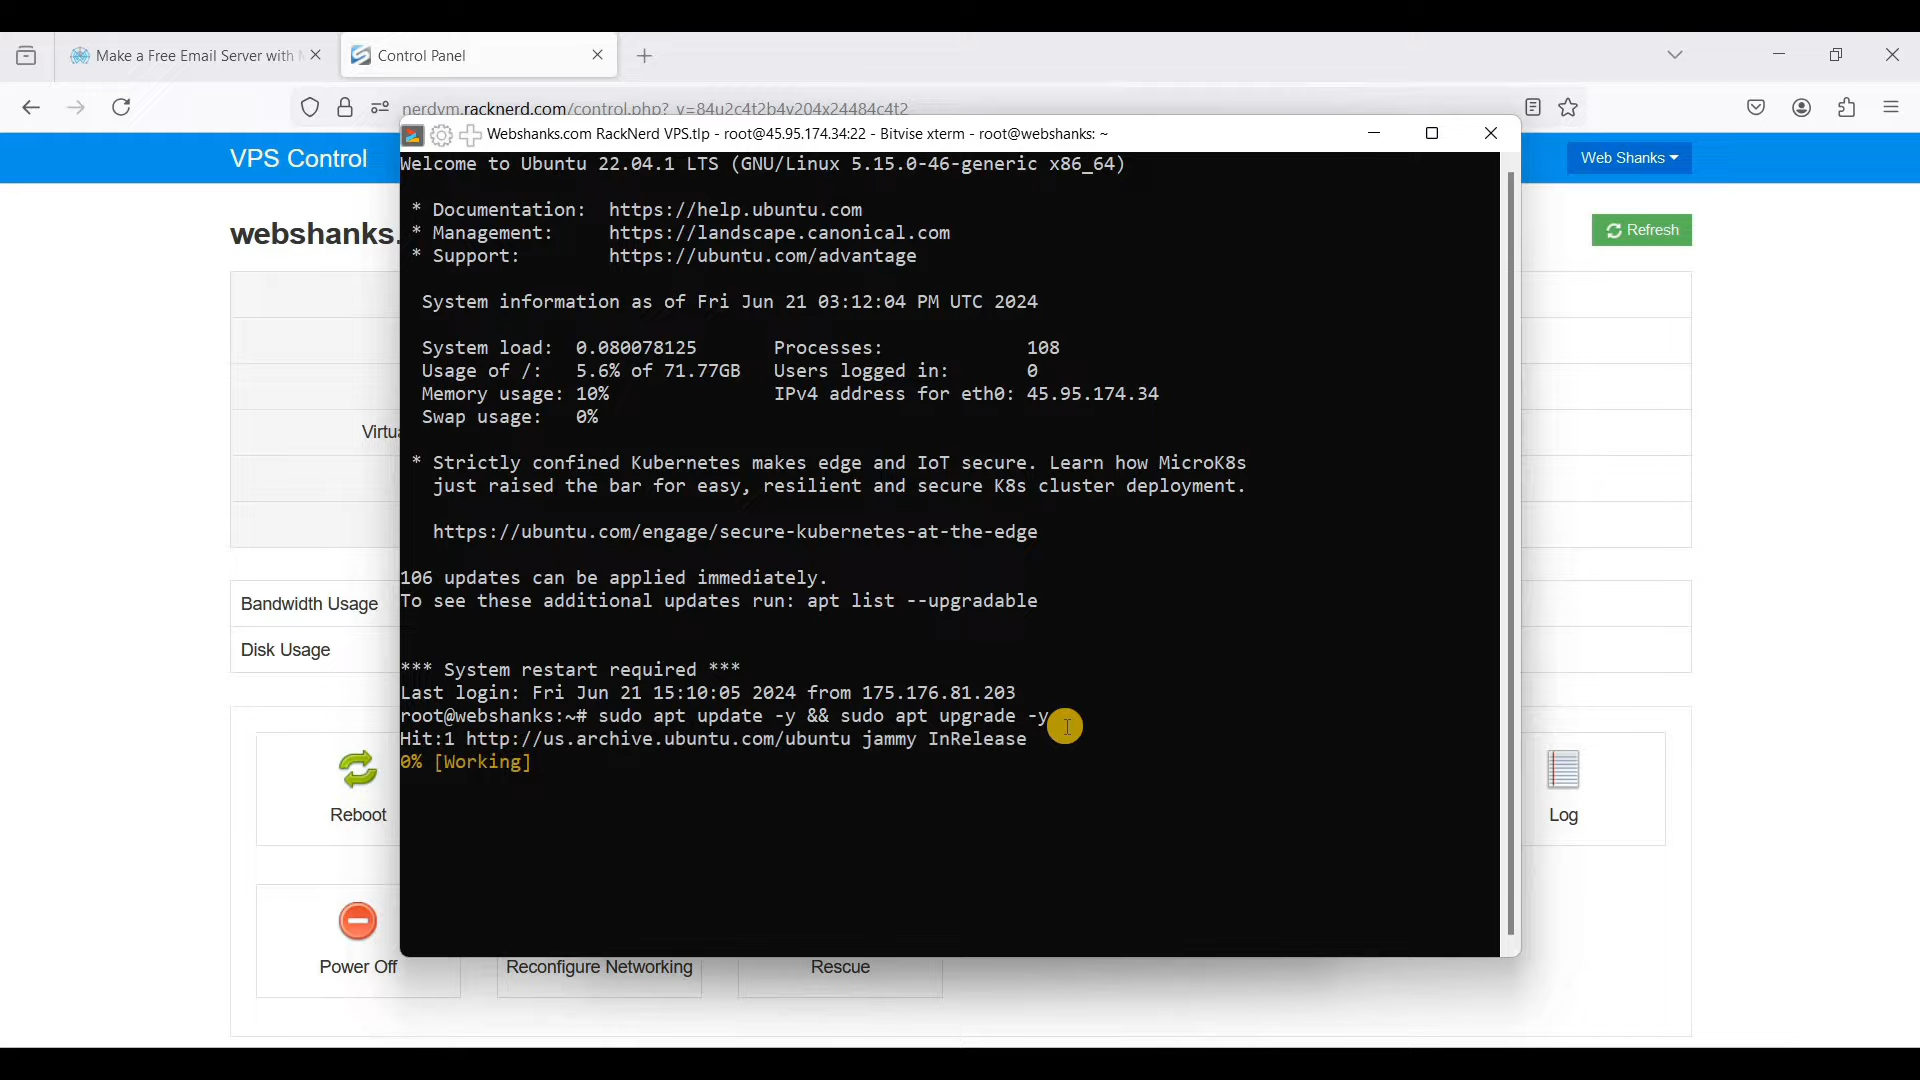 Make a Free Email Server with
Control Panel
nerdvm.racknerd.com/control.php?_v=84u2c4t2b4v204x24484c4t2
VPS Control
Web Shanks
webshanks.
Refresh
Virtu
Bandwidth Usage
Disk Usage
Webshanks.com RackNerd VPS.tlp - root@45.95.174.34:22 - Bitvise xterm - root@webshanks: ~
Welcome to Ubuntu 22.04.1 LTS (GNU/Linux 5.15.0-46-generic x86_64)
* Documentation: https://help.ubuntu.com
* Management: https://landscape.canonical.com
* Support: https://ubuntu.com/advantage
System information as of Fri Jun 21 03:12:04 PM UTC 2024
System load: 0.080078125 Processes: 108
Usage of /: 5.6% of 71.77GB Users logged in: 0
Memory usage: 10% IPv4 address for eth0: 45.95.174.34
Swap usage: 0%
* Strictly confined Kubernetes makes edge and IoT secure. Learn how MicroK8s
just raised the bar for easy, resilient and secure K8s cluster deployment.
https://ubuntu.com/engage/secure-kubernetes-at-the-edge
106 updates can be applied immediately.
To see these additional updates run: apt list --upgradable
*** System restart required ***
Last login: Fri Jun 21 15:10:05 2024 from 175.176.81.203
root@webshanks:~# sudo apt update -y && sudo apt upgrade -y
Hit:1 http://us.archive.ubuntu.com/ubuntu jammy InRelease
0% [Working]
Reboot
Log
Power Off
Reconfigure Networking
Rescue